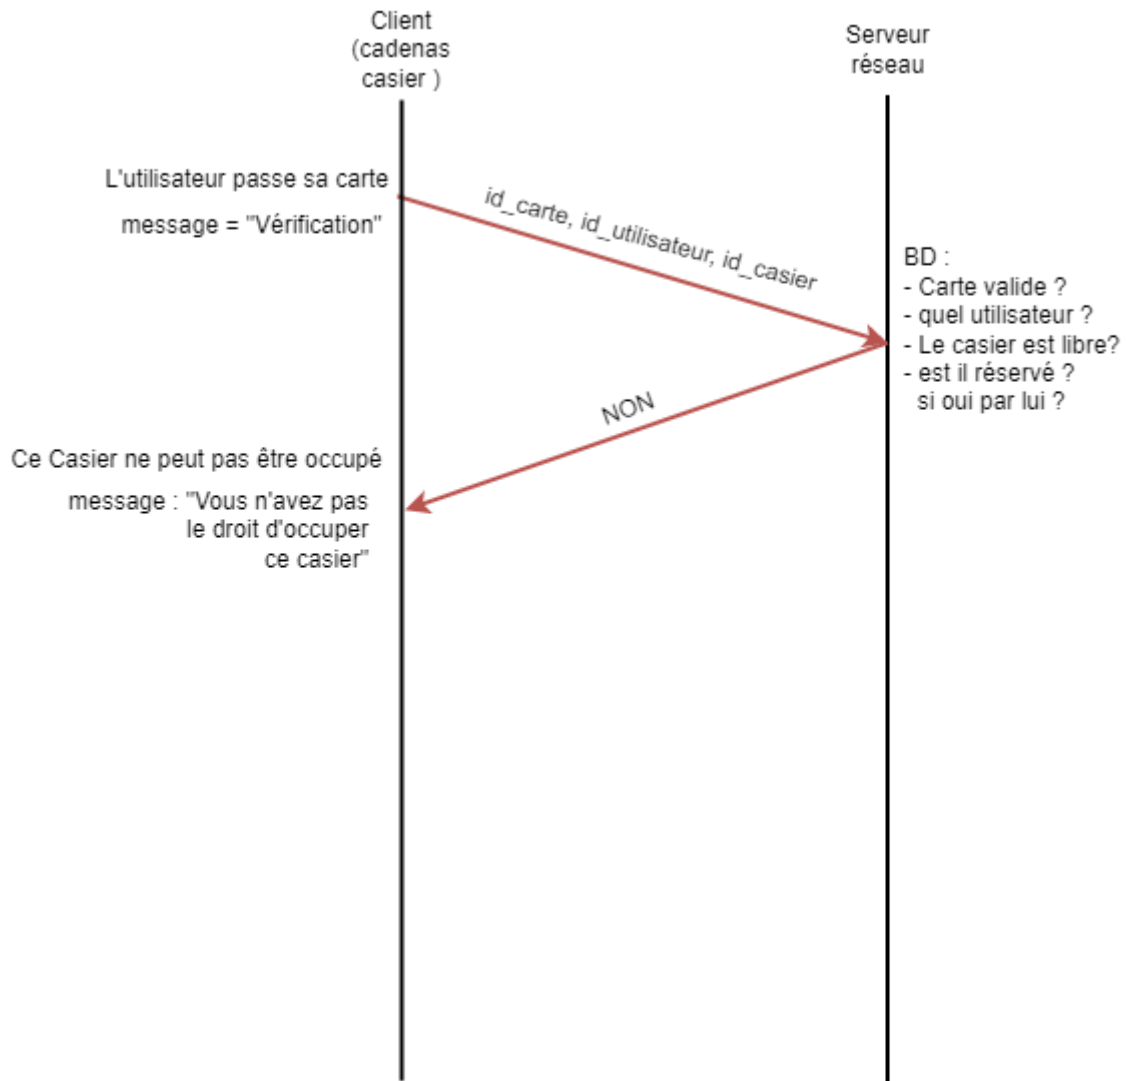 Client
(cadenas
casier )
Serveur
réseau
L'utilisateur passe sa carte
message = "Vérification"
id_carte, id_utilisateur, id_casier
BD :
- Carte valide ?
- quel utilisateur ?
- Le casier est libre?
- est il réservé ?
si oui par lui ?
NON
Ce Casier ne peut pas être occupé
message : "Vous n'avez pas
le droit d'occuper
ce casier"